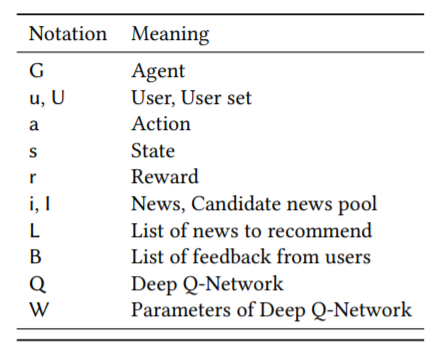 Notation Meaning
G Agent
u, U User, User set
a Action
s State
r Reward
i, I News, Candidate news pool
L List of news to recommend
B List of feedback from users
Q Deep Q-Network
W Parameters of Deep Q-Network